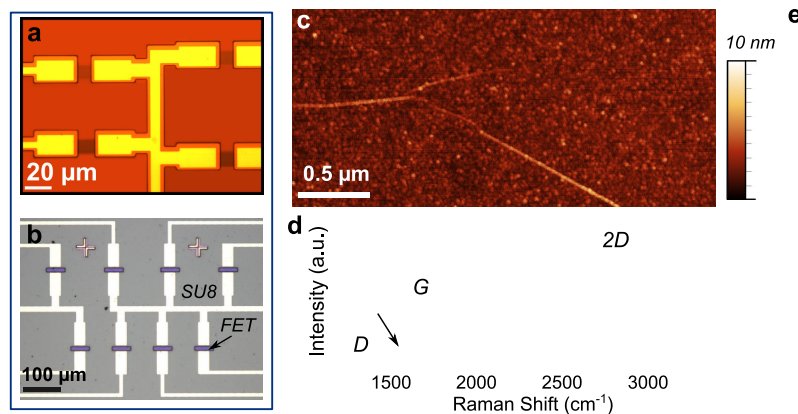 a
20 µm
b
SU8
FET
100 µm
c
0.5 µm
10 nm
e
d
Intensity (a.u.)
2D
G
D
1500 2000 2500 3000
Raman Shift (cm⁻¹)